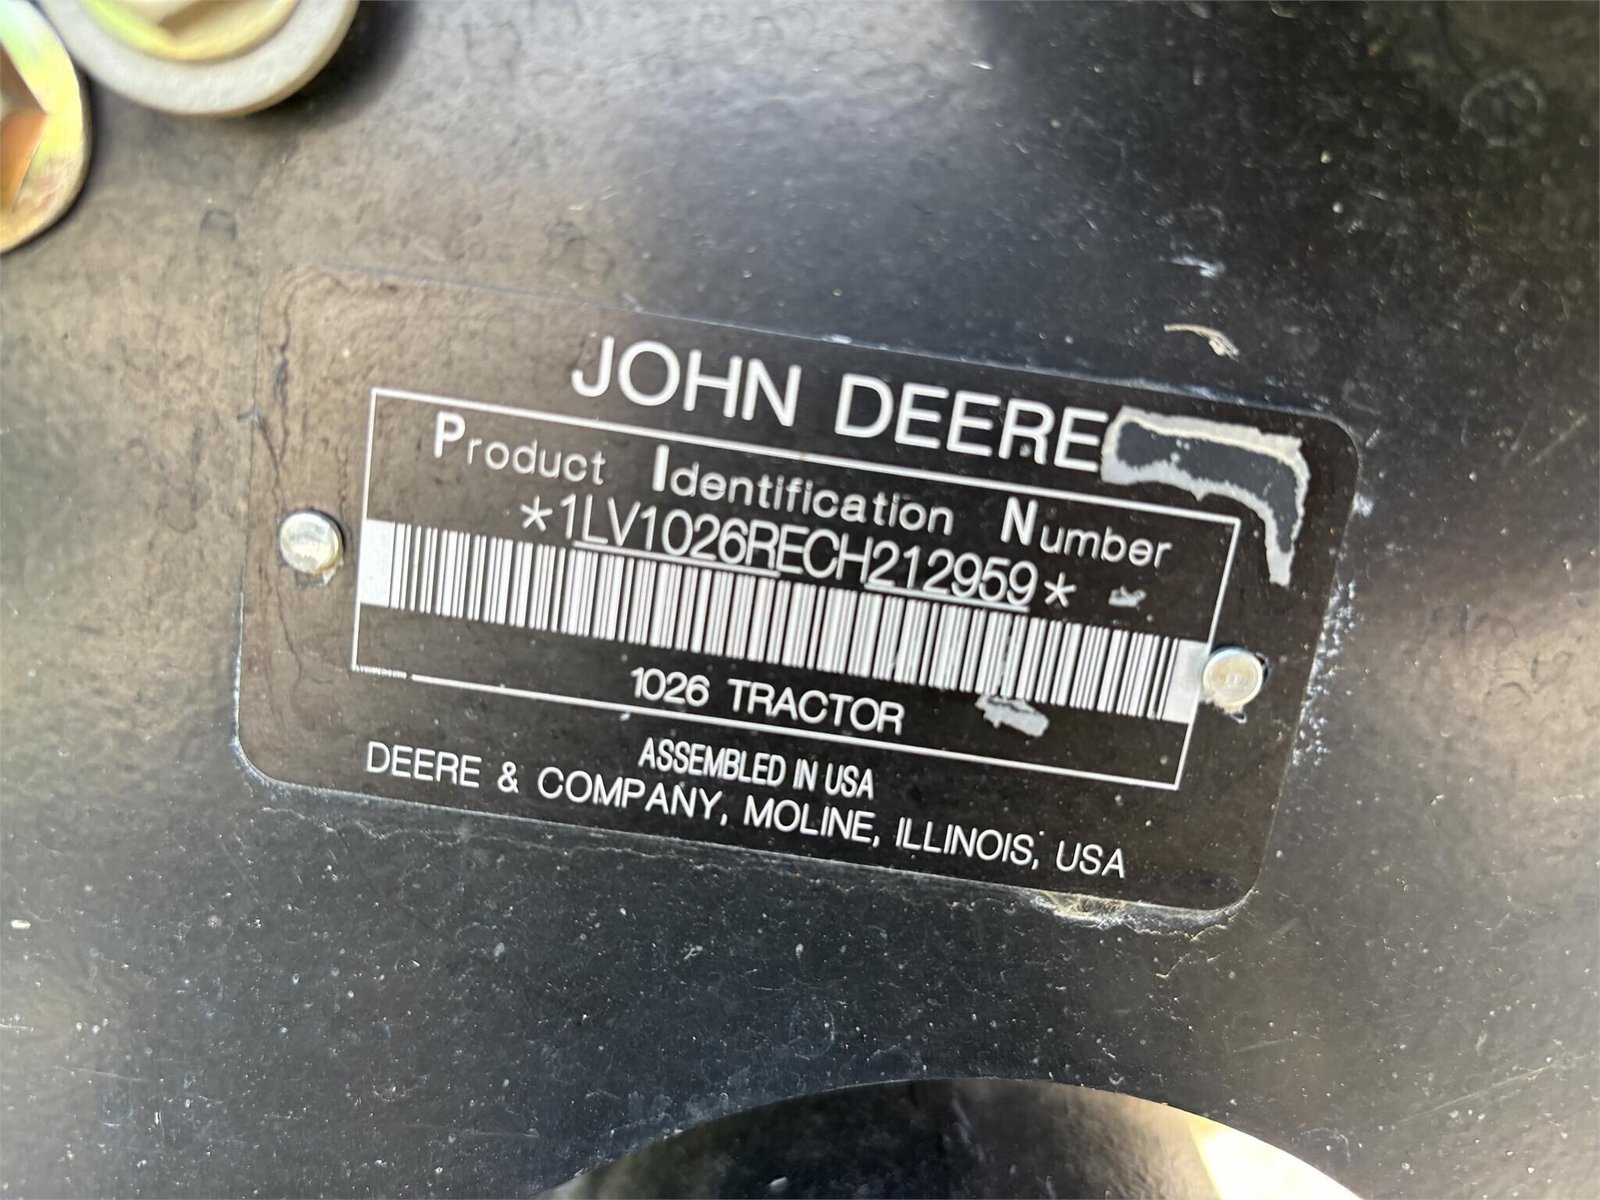 JOHN DEERE
Product Identification Number
*1LV1026RECH212959*
1026 TRACTOR
ASSEMBLED IN USA
DEERE & COMPANY, MOLINE, ILLINOIS, USA